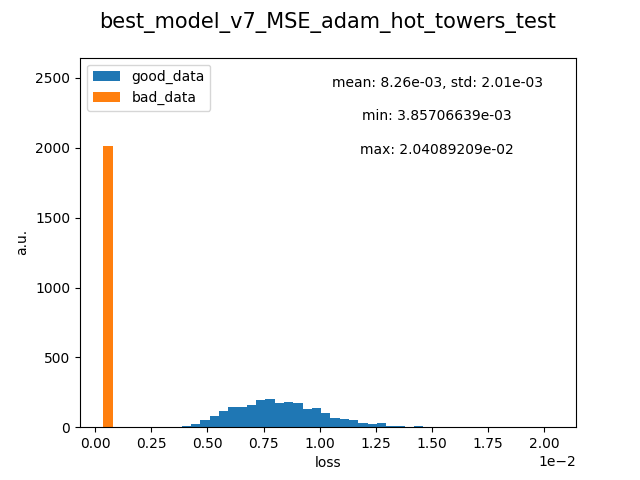 best_model_v7_MSE_adam_hot_towers_test
good_data
bad_data
mean: 8.26e-03, std: 2.01e-03
min: 3.85706639e-03
max: 2.04089209e-02
a.u.
2500
2000
1500
1000
500
0
0.00 0.25 0.50 0.75 1.00 1.25 1.50 1.75 2.00
1e−2
loss